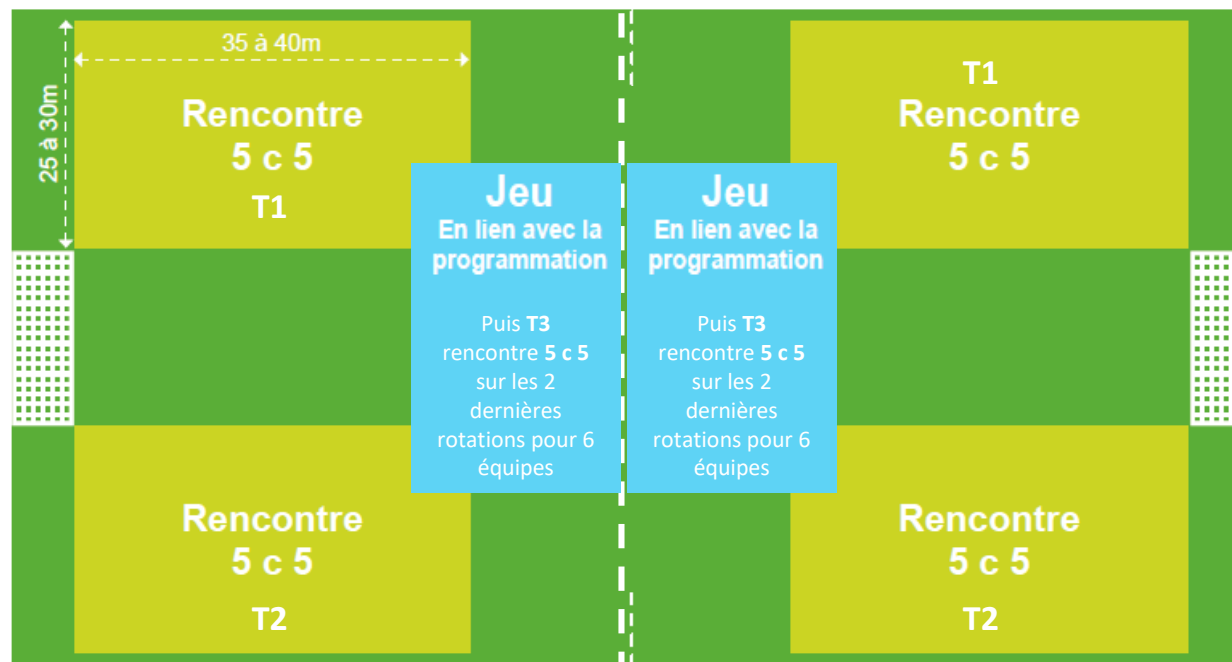 35 à 40m
25 à 30m
Rencontre
5 c 5
T1
T1
Rencontre
5 c 5
Jeu
En lien avec la
programmation
Puis T3
rencontre 5 c 5
sur les 2
dernières
rotations pour 6
équipes
Jeu
En lien avec la
programmation
Puis T3
rencontre 5 c 5
sur les 2
dernières
rotations pour 6
équipes
Rencontre
5 c 5
T2
Rencontre
5 c 5
T2